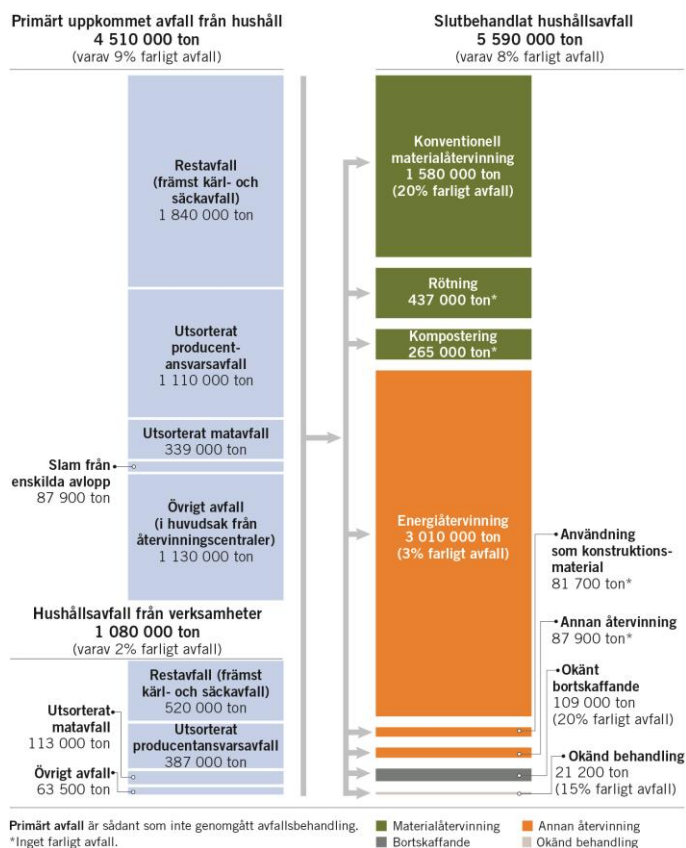 Primärt uppkommet avfall från hushåll
4 510 000 ton
(varav 9% farligt avfall)
Restavfall
(främst kärl- och
säckavfall)
1 840 000 ton
Utsorterat
producent-
ansvarsavfall
1 110 000 ton
Utsorterat matavfall
339 000 ton
Slam från
enskilda avlopp
87 900 ton
Övrigt avfall
(i huvudsak från
återvinningscentraler)
1 130 000 ton
Hushållsavfall från verksamheter
1 080 000 ton
(varav 2% farligt avfall)
Restavfall (främst
kärl- och säckavfall)
520 000 ton
Utsorterat
producentansvarsavfall
387 000 ton
Utsorterat
matavfall
113 000 ton
Övrigt avfall
63 500 ton
Slutbehandlat hushållsavfall
5 590 000 ton
(varav 8% farligt avfall)
Konventionell
materialåtervinning
1 580 000 ton
(20% farligt avfall)
Rötning
437 000 ton*
Kompostering
265 000 ton*
Energiåtervinning
3 010 000 ton
(3% farligt avfall)
Användning
som konstruktions-
material
81 700 ton*
Annan återvinning
87 900 ton*
Okänt
bortskaffande
109 000 ton
(20% farligt avfall)
Okänd behandling
21 200 ton
(15% farligt avfall)
Primärt avfall är sådant som inte genomgått avfallsbehandling.
*Inget farligt avfall.
Materialåtervinning
Annan återvinning
Bortskaffande
Okänd behandling